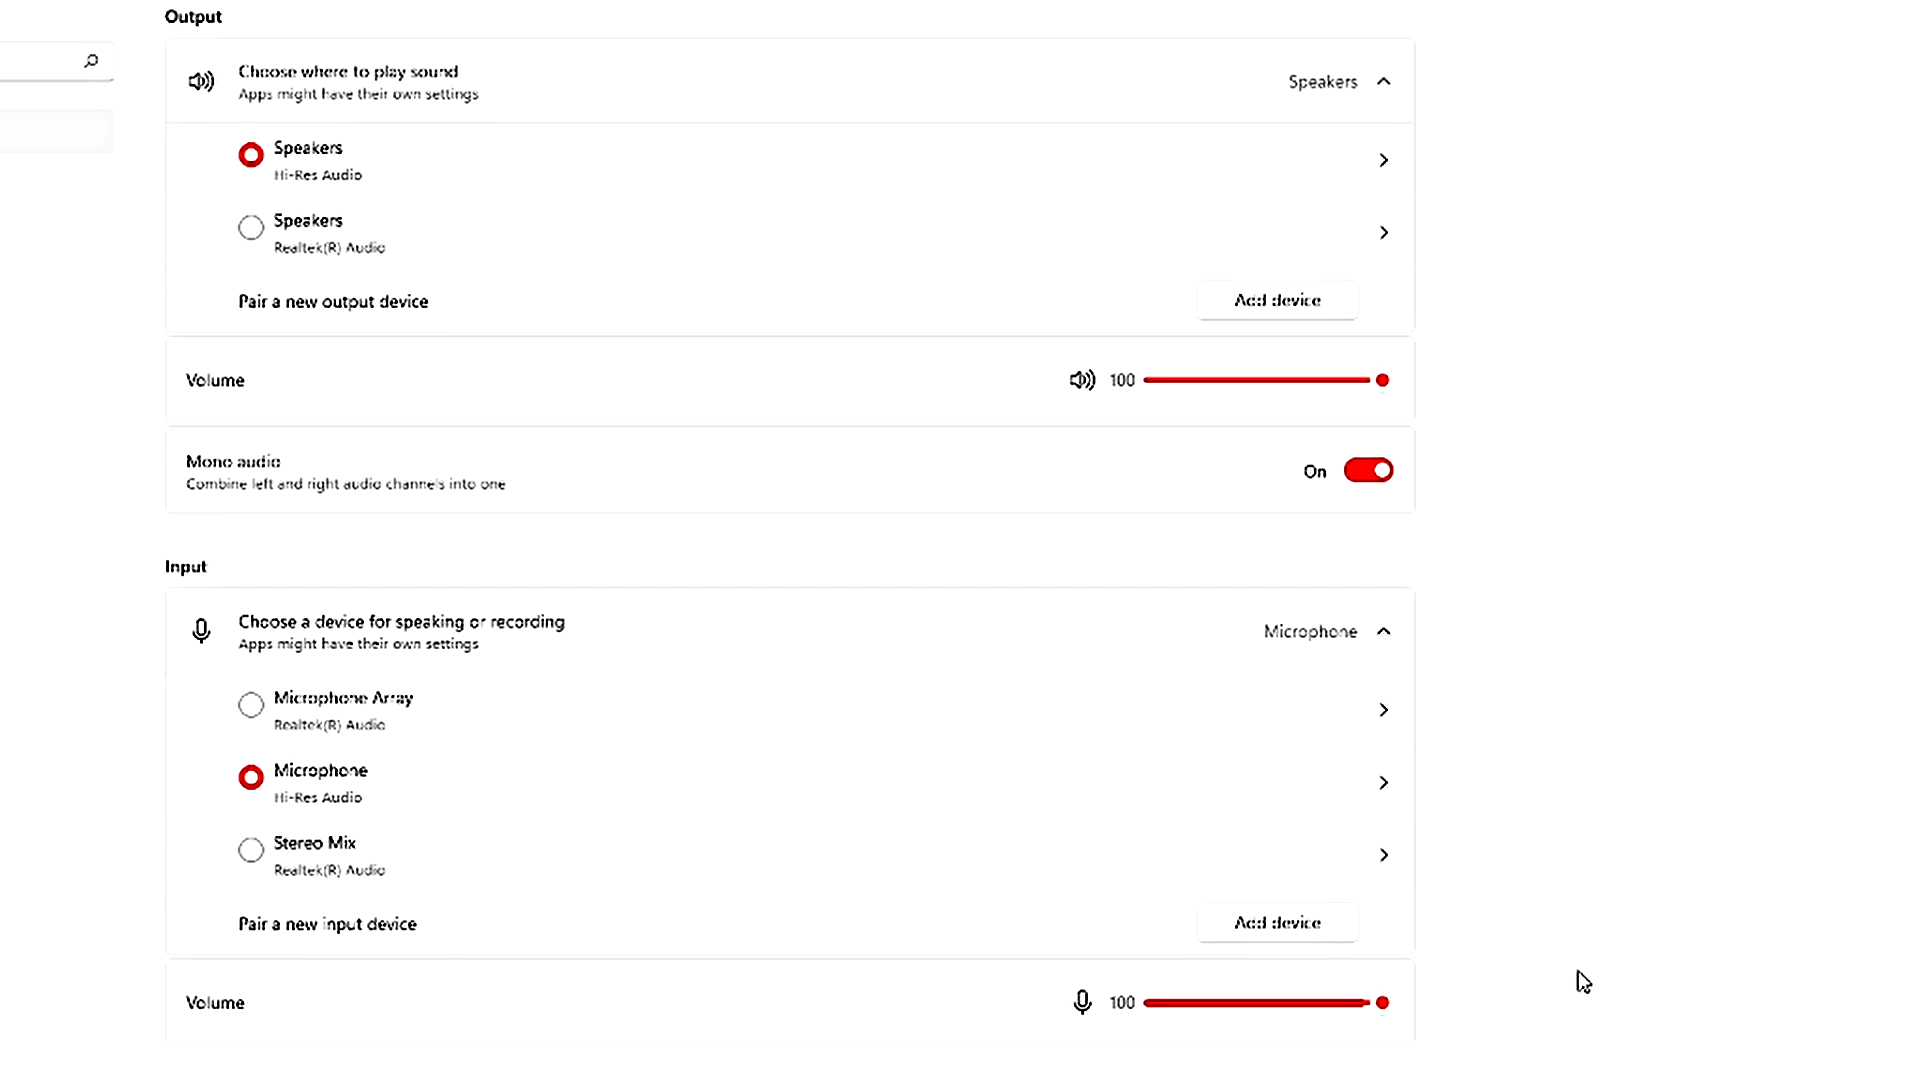 Output
Choose where to play sound
Apps might have their own settings
Speakers
Speakers
Hi-Res Audio
Speakers
Realtek(R) Audio
Pair a new output device
Add device
Volume
100
Mono audio
Combine left and right audio channels into one
On
Input
Choose a device for speaking or recording
Apps might have their own settings
Microphone
Microphone Array
Realtek(R) Audio
Microphone
Hi-Res Audio
Stereo Mix
Realtek(R) Audio
Pair a new input device
Add device
Volume
100